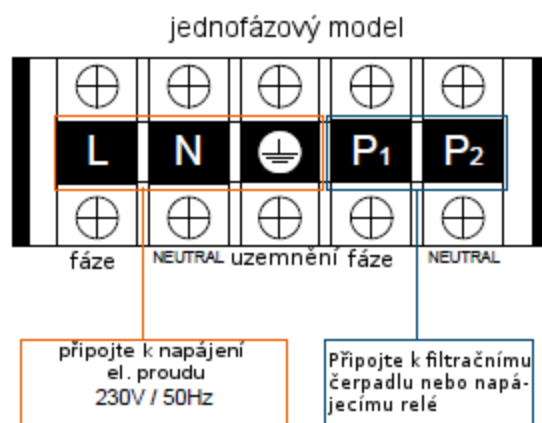 jednofázový model
L N P1 P2
fáze NEUTRAL uzemnění fáze NEUTRAL
připojte k napájení
el. proudu
230V / 50Hz
Připojte k filtračnímu
čerpadlu nebo napá-
jecímu relé